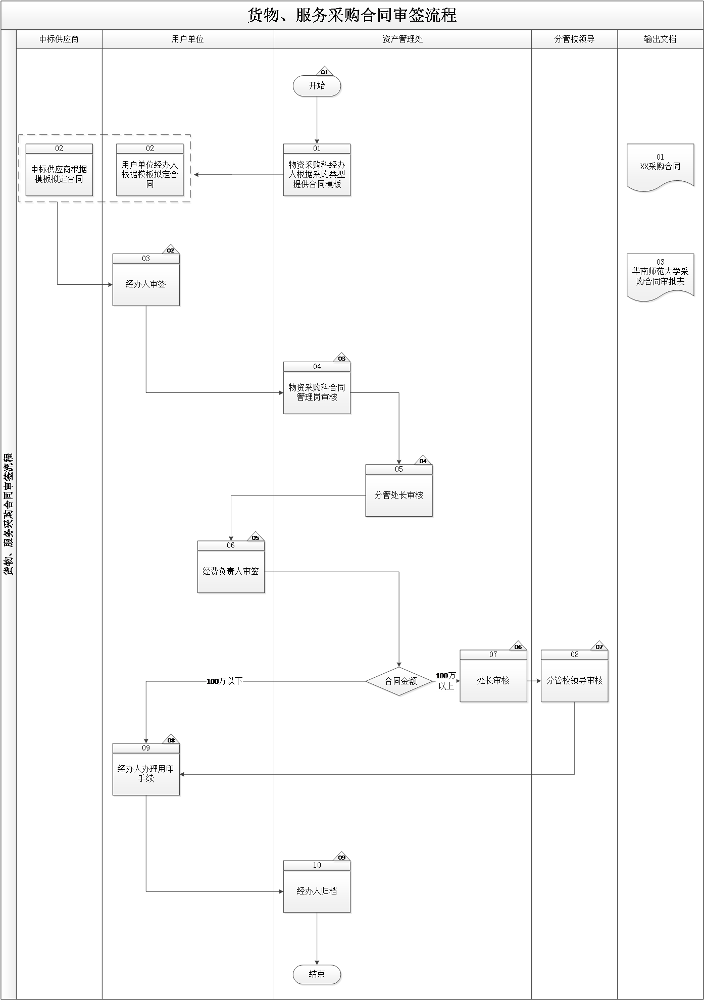 货物、服务采购合同审签流程
货物、服务采购合同审签流程
中标供应商
用户单位
资产管理处
分管校领导
输出文档
01
开始
02
中标供应商根据
模板拟定合同
02
用户单位经办人
根据模板拟定合
同
01
物资采购科经办
人根据采购类型
提供合同模板
01
XX采购合同
02
03
经办人审签
03
华南师范大学采
购合同审批表
03
04
物资采购科合同
管理岗审核
04
05
分管处长审核
05
06
经费负责人审签
100万以下
合同金额
100万
以上
06
07
处长审核
07
08
分管校领导审核
08
09
经办人办理用印
手续
09
10
经办人归档
结束